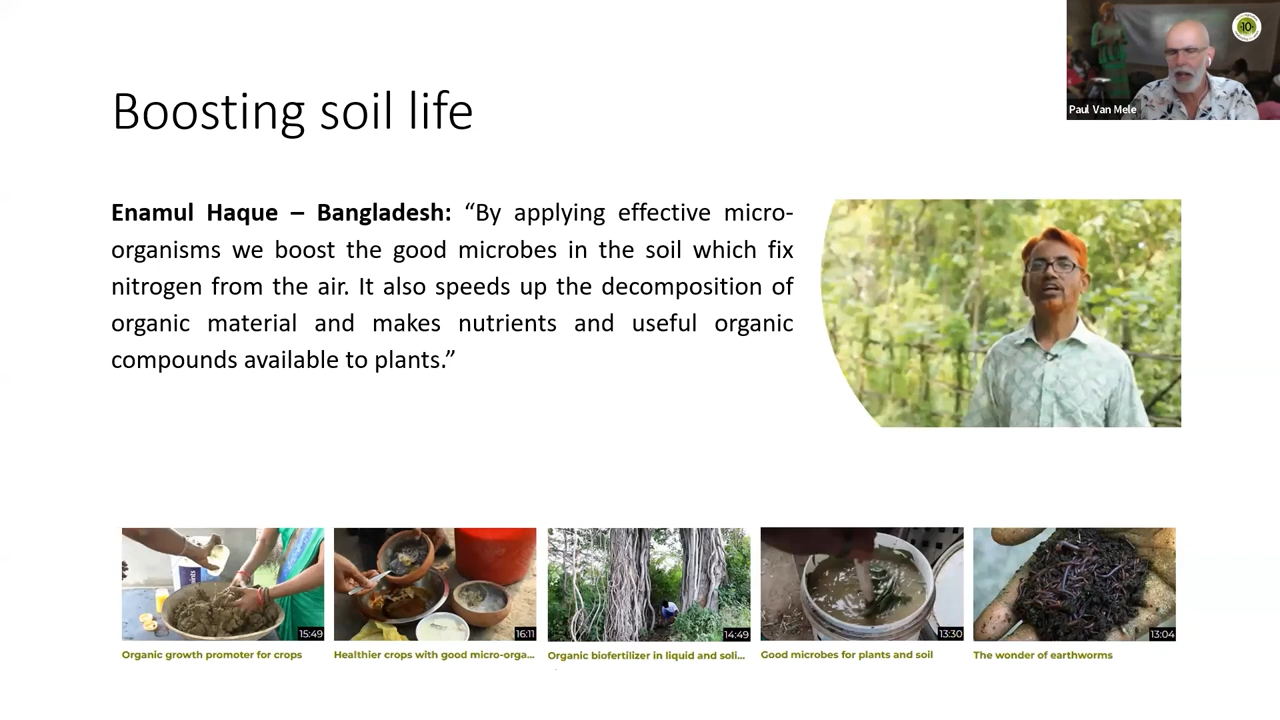 10
Paul Van Mele
Boosting soil life
Enamul Haque – Bangladesh: “By applying effective micro-
organisms we boost the good microbes in the soil which fix
nitrogen from the air. It also speeds up the decomposition of
organic material and makes nutrients and useful organic
compounds available to plants.”
15:49
16:11
14:49
13:30
13:04
Organic growth promoter for crops
Healthier crops with good micro-orga...
Organic biofertilizer in liquid and soli...
Good microbes for plants and soil
The wonder of earthworms